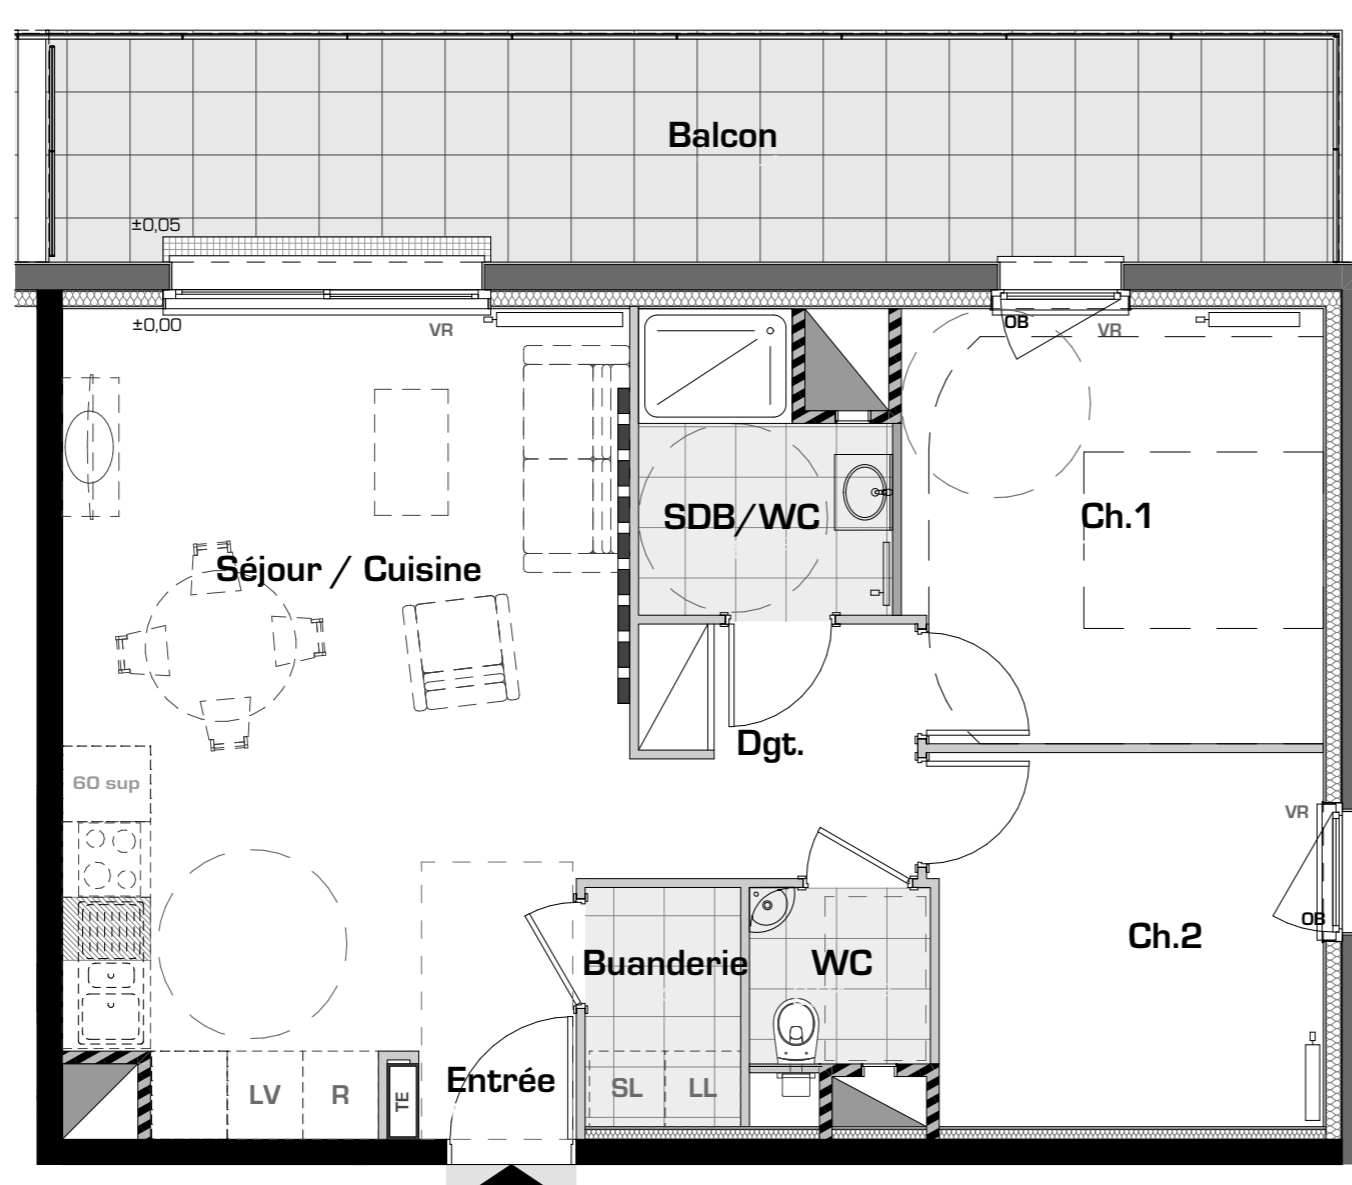 Balcon
±0,05
±0,00
VR
OB
VR
SDB/WC
Ch.1
Séjour / Cuisine
Dgt.
60 sup
VR
OB
Ch.2
Buanderie
WC
Entrée
LV
R
TE
SL
LL